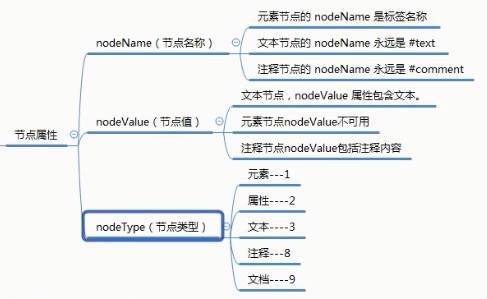 节点属性
nodeName（节点名称）
元素节点的 nodeName 是标签名称
文本节点的 nodeName 永远是 #text
注释节点的 nodeName 永远是 #comment
nodeValue（节点值）
文本节点，nodeValue 属性包含文本。
元素节点nodeValue不可用
注释节点nodeValue包括注释内容
nodeType（节点类型）
元素---1
属性----2
文本----3
注释---8
文档----9